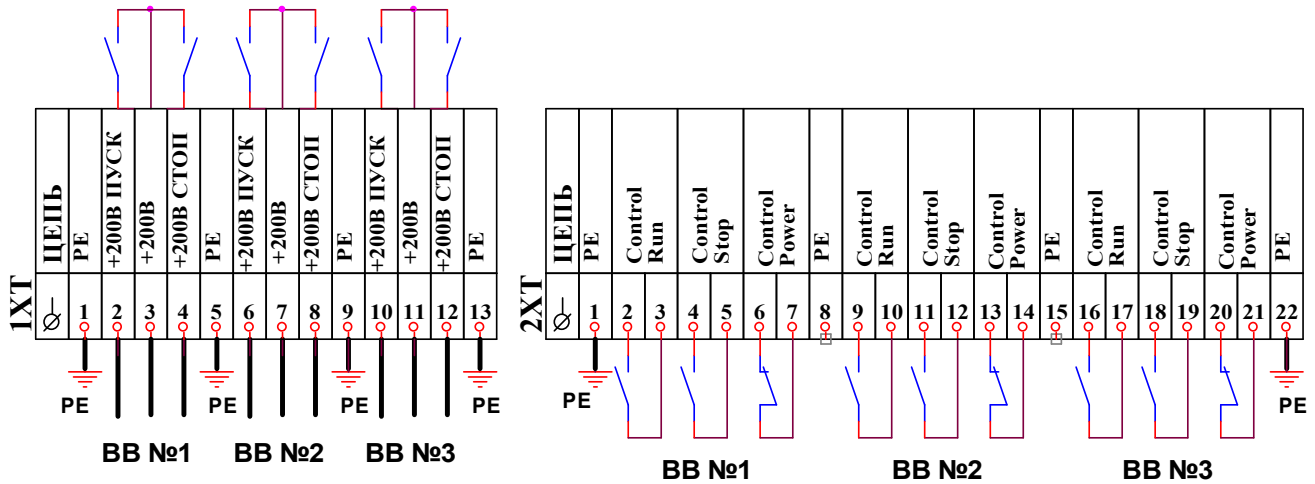 1XT
ЦЕПЬ
PE
+200В ПУСК
+200В
+200В СТОП
PE
+200В ПУСК
+200В
+200В СТОП
PE
+200В ПУСК
+200В
+200В СТОП
PE
1 2 3 4 5 6 7 8 9 10 11 12 13
PE PE PE PE
ВВ №1 ВВ №2 ВВ №3
2XT
ЦЕПЬ
PE
Control
Run
Control
Stop
Control
Power
PE
Control
Run
Control
Stop
Control
Power
PE
Control
Run
Control
Stop
Control
Power
PE
1 2 3 4 5 6 7 8 9 10 11 12 13 14 15 16 17 18 19 20 21 22
PE PE
ВВ №1 ВВ №2 ВВ №3